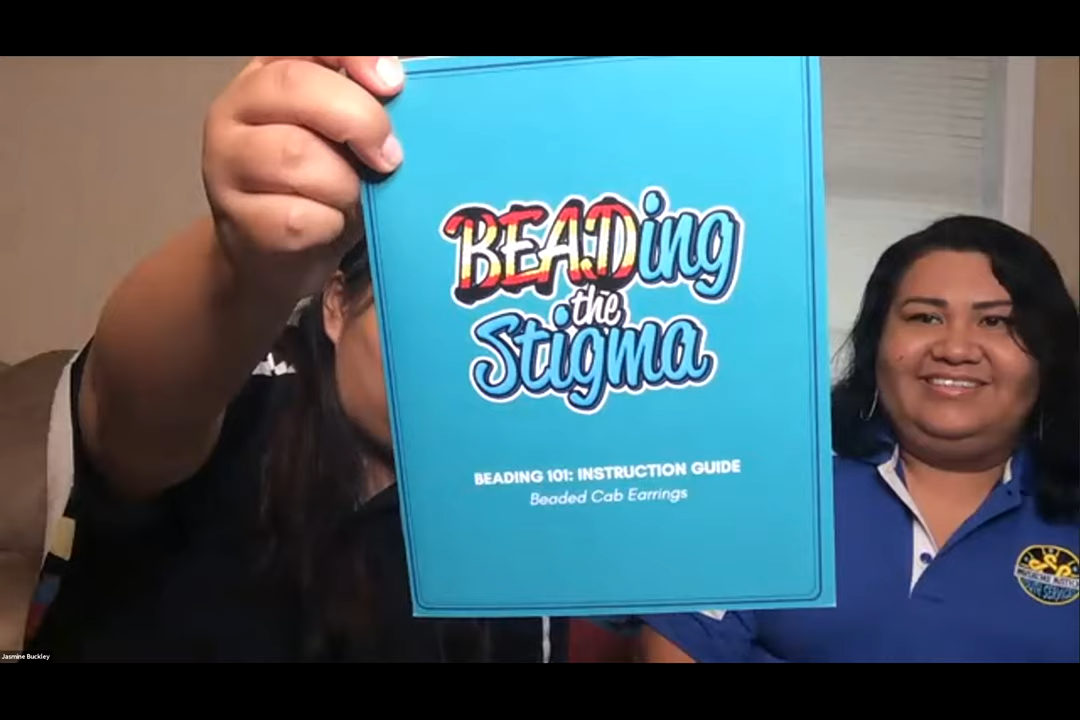 BEADing
the
Stigma
BEADING 101: INSTRUCTION GUIDE
Beaded Cab Earrings
Jasmine Buckley